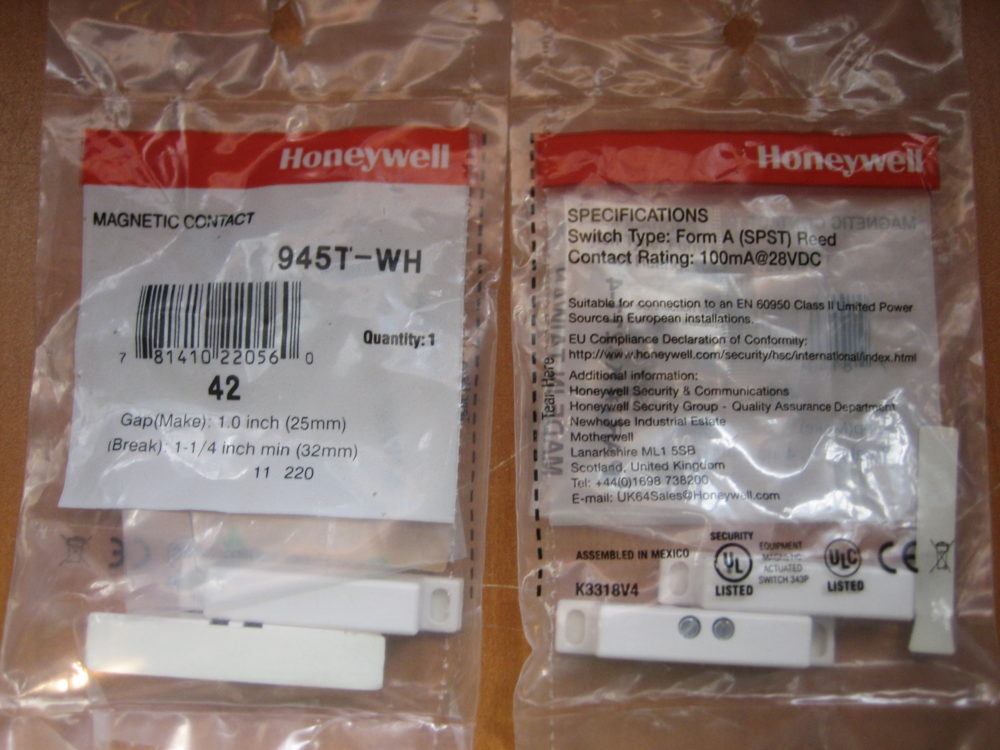 Honeywell
MAGNETIC CONTACT
945T-WH
Quantity: 1
7 81410 22056 0
42
Gap(Make): 1.0 inch (25mm)
(Break): 1-1/4 inch min (32mm)
11 220
CE
Honeywell
SPECIFICATIONS
Switch Type: Form A (SPST) Reed
Contact Rating: 100mA@28VDC
Suitable for connection to an EN 60950 Class II Limited Power
Source in European installations.
EU Compliance Declaration of Conformity:
http://www.honeywell.com/security/hsc/international/index.html
Additional information:
Honeywell Security & Communications
Honeywell Security Group - Quality Assurance Department
Newhouse Industrial Estate
Motherwell
Lanarkshire ML1 5SB
Scotland, United Kingdom
Tel: +44(0)1698 738200
E-mail: UK64Sales@Honeywell.com
Tear Here
ASSEMBLED IN MEXICO
K3318V4
SECURITY
UL
LISTED
EQUIPMENT
MAGNETIC
ACTUATED
SWITCH 343P
ULC
LISTED
CE